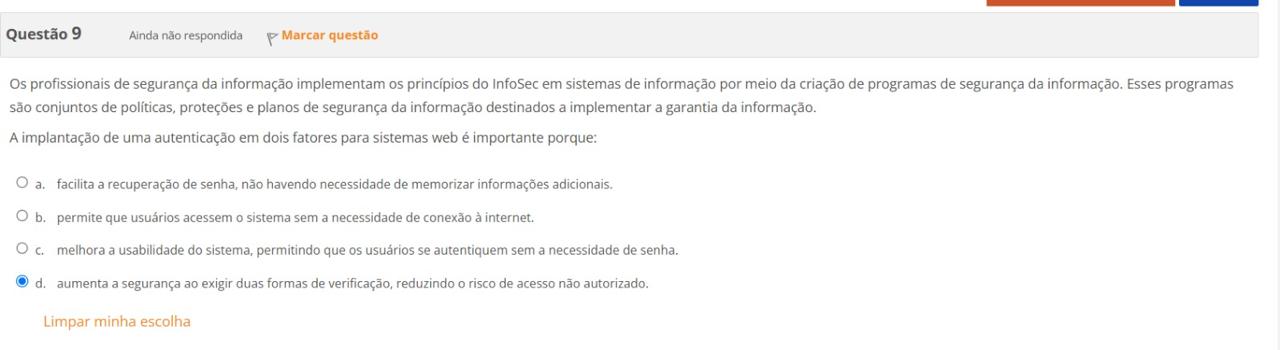 Questão 9 Ainda não respondida Marcar questão
Os profissionais de segurança da informação implementam os princípios do InfoSec em sistemas de informação por meio da criação de programas de segurança da informação. Esses programas
são conjuntos de políticas, proteções e planos de segurança da informação destinados a implementar a garantia da informação.
A implantação de uma autenticação em dois fatores para sistemas web é importante porque:
a. facilita a recuperação de senha, não havendo necessidade de memorizar informações adicionais.
b. permite que usuários acessem o sistema sem a necessidade de conexão à internet.
c. melhora a usabilidade do sistema, permitindo que os usuários se autentiquem sem a necessidade de senha.
d. aumenta a segurança ao exigir duas formas de verificação, reduzindo o risco de acesso não autorizado.
Limpar minha escolha